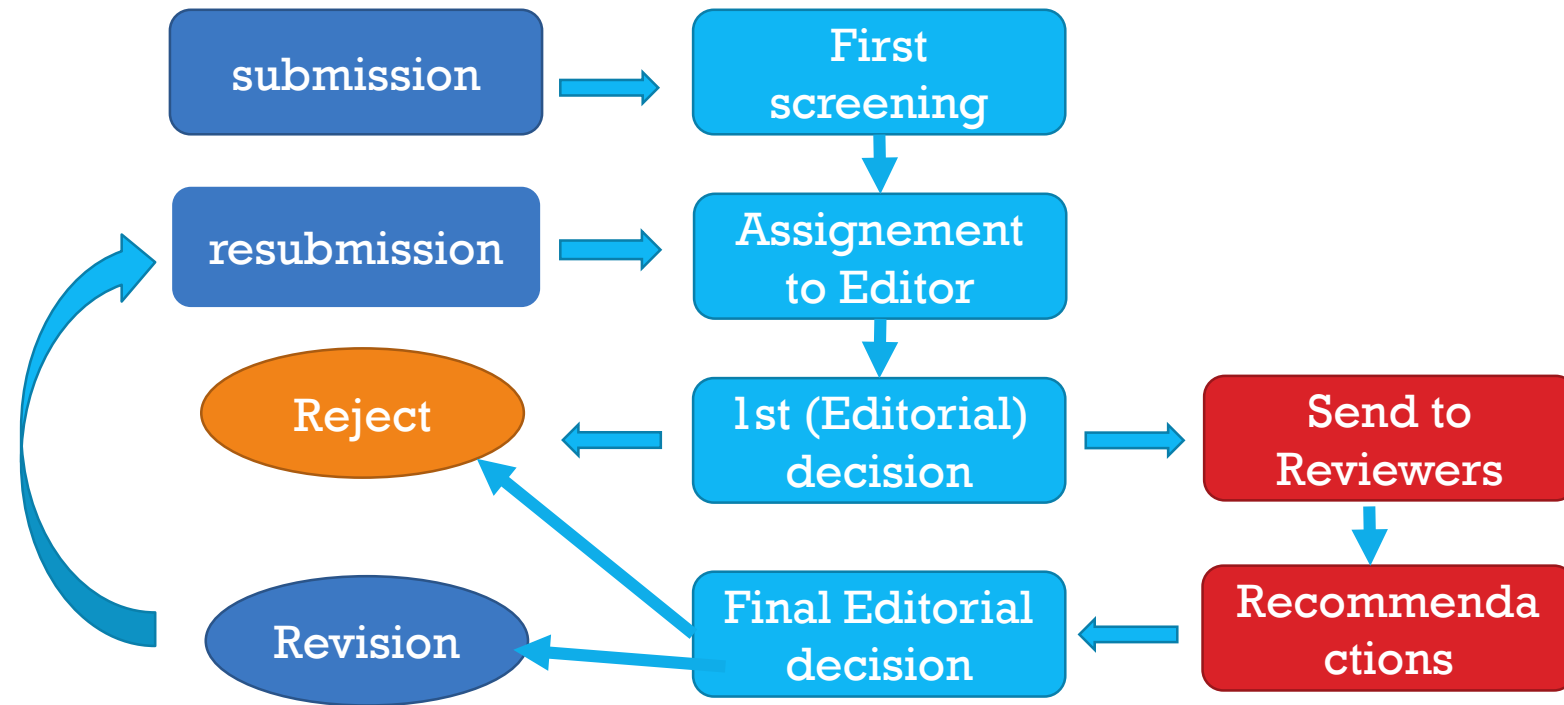 submission
First
screening
resubmission
Assignement
to Editor
Reject
1st (Editorial)
decision
Send to
Reviewers
Revision
Final Editorial
decision
Recommenda
ctions